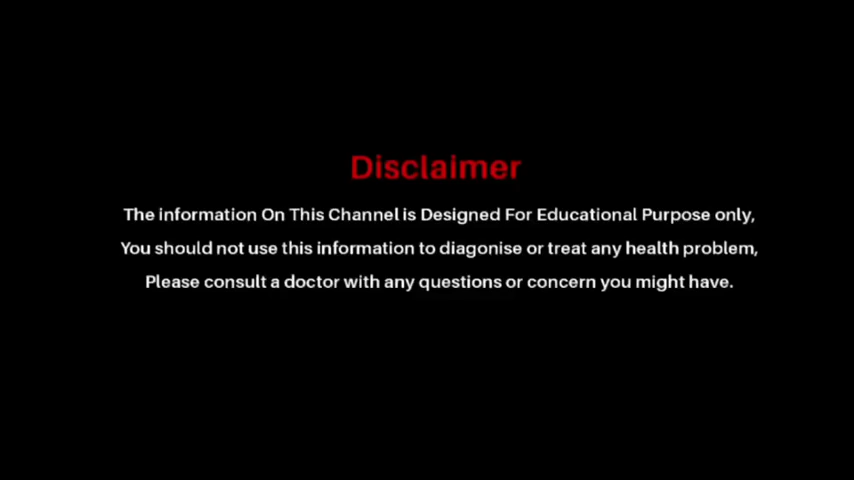 Disclaimer
The information On This Channel is Designed For Educational Purpose only,
You should not use this information to diagonise or treat any health problem,
Please consult a doctor with any questions or concern you might have.